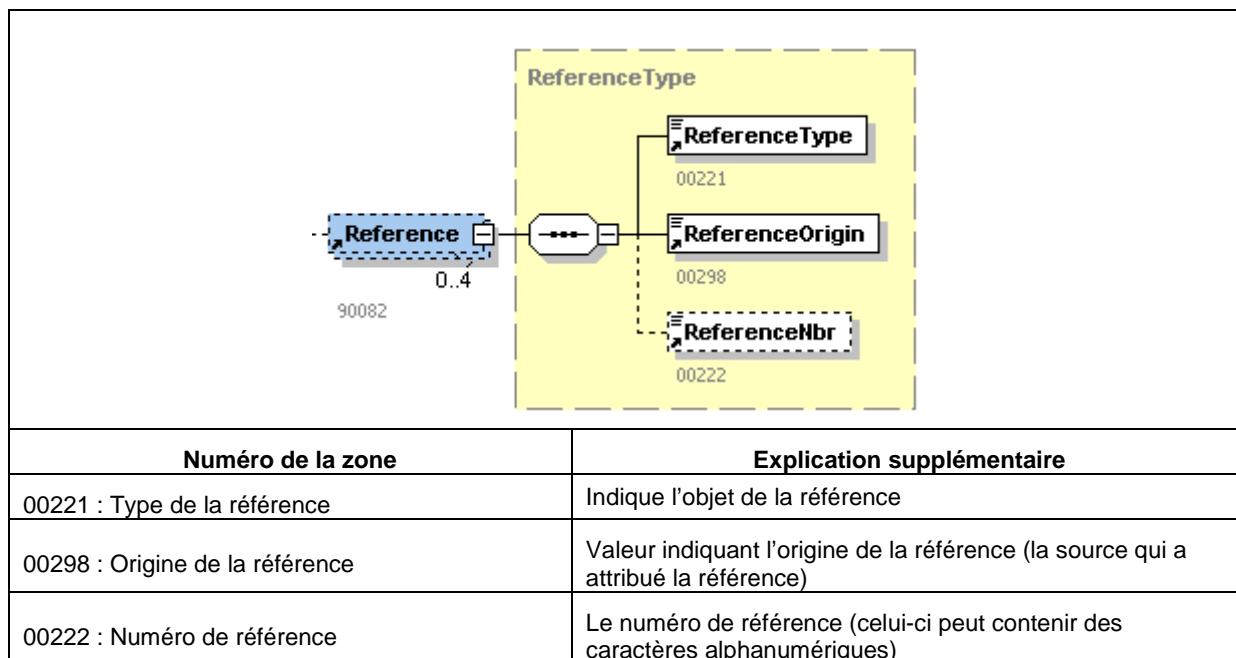 ReferenceType
ReferenceType
00221
Reference
ReferenceOrigin
0..4
00298
90082
ReferenceNbr
00222
Numéro de la zone
Explication supplémentaire
00221 : Type de la référence
Indique l’objet de la référence
00298 : Origine de la référence
Valeur indiquant l’origine de la référence (la source qui a
attribué la référence)
00222 : Numéro de référence
Le numéro de référence (celui-ci peut contenir des
caractères alphanumériques)